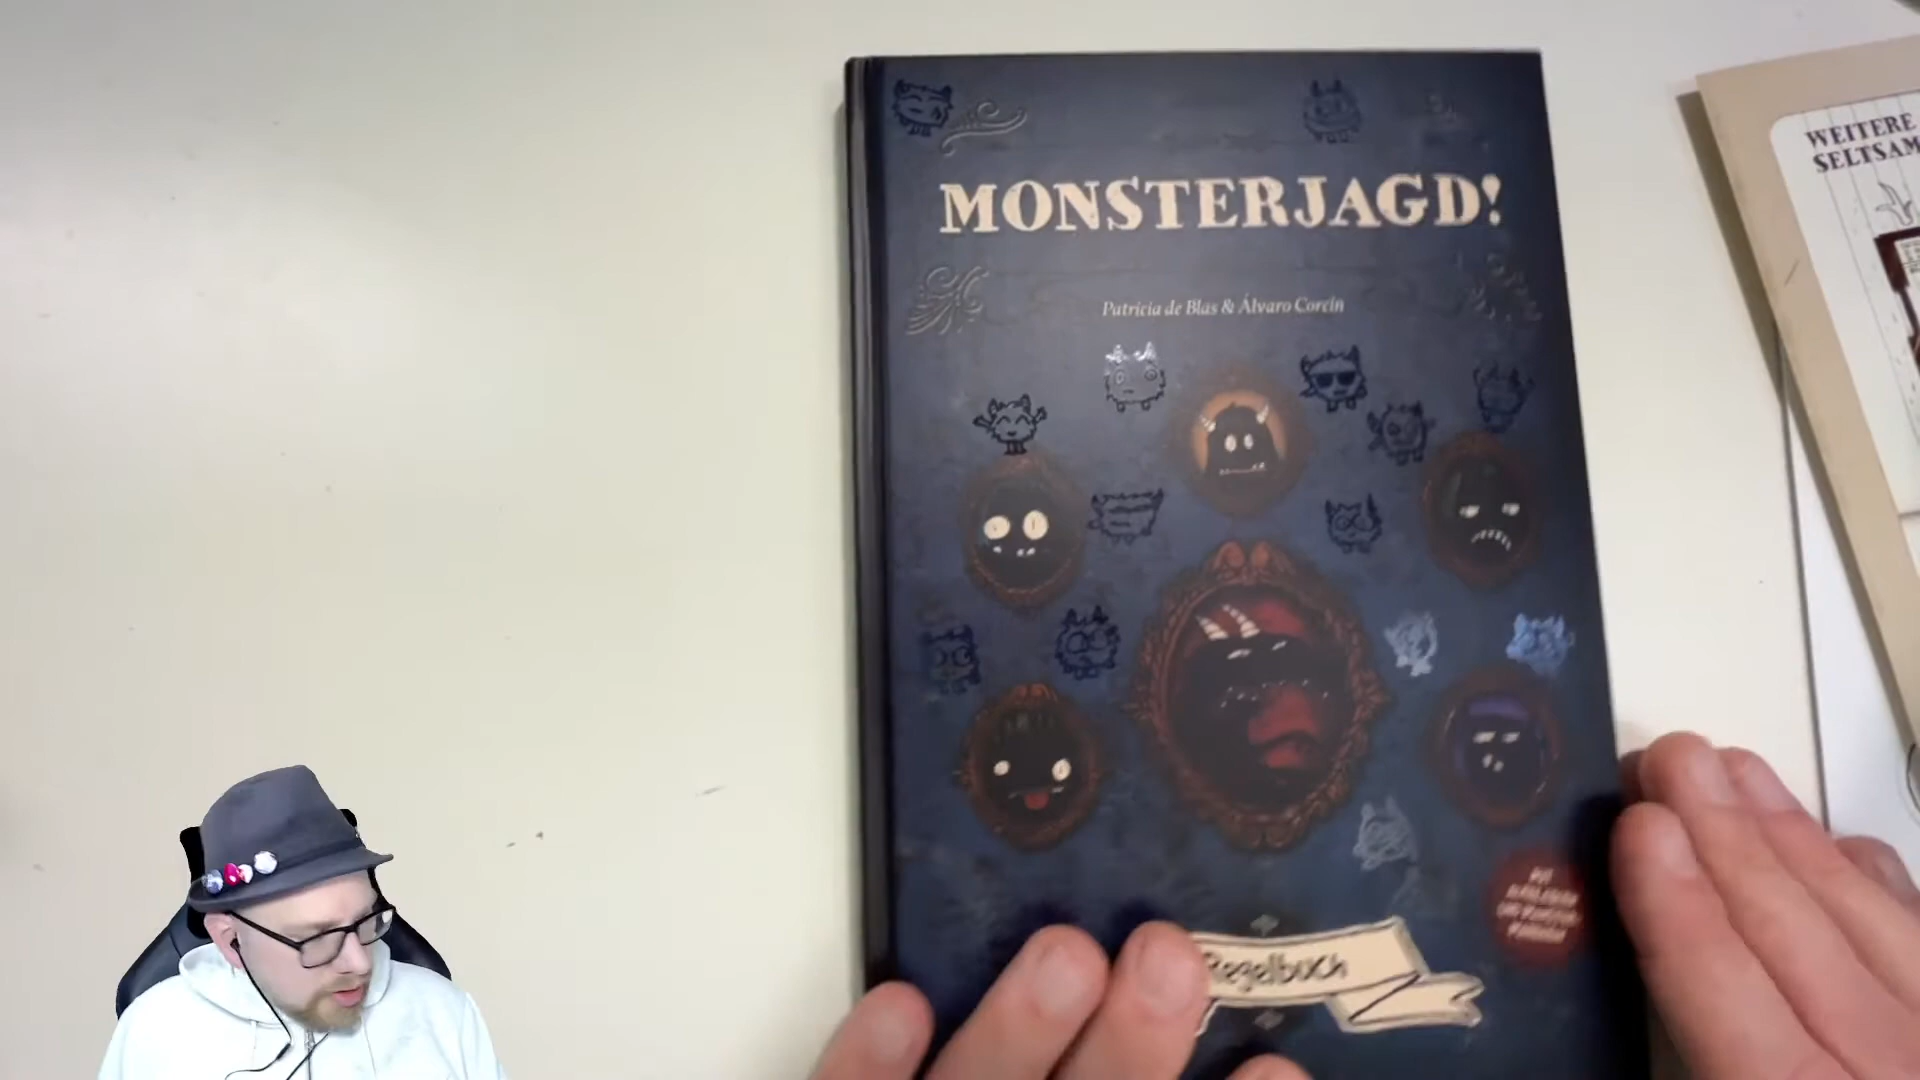 MONSTERJAGD!
Patricia de Blas & Álvaro Corcín
Regelbuch
WEITERE
SELTSAM